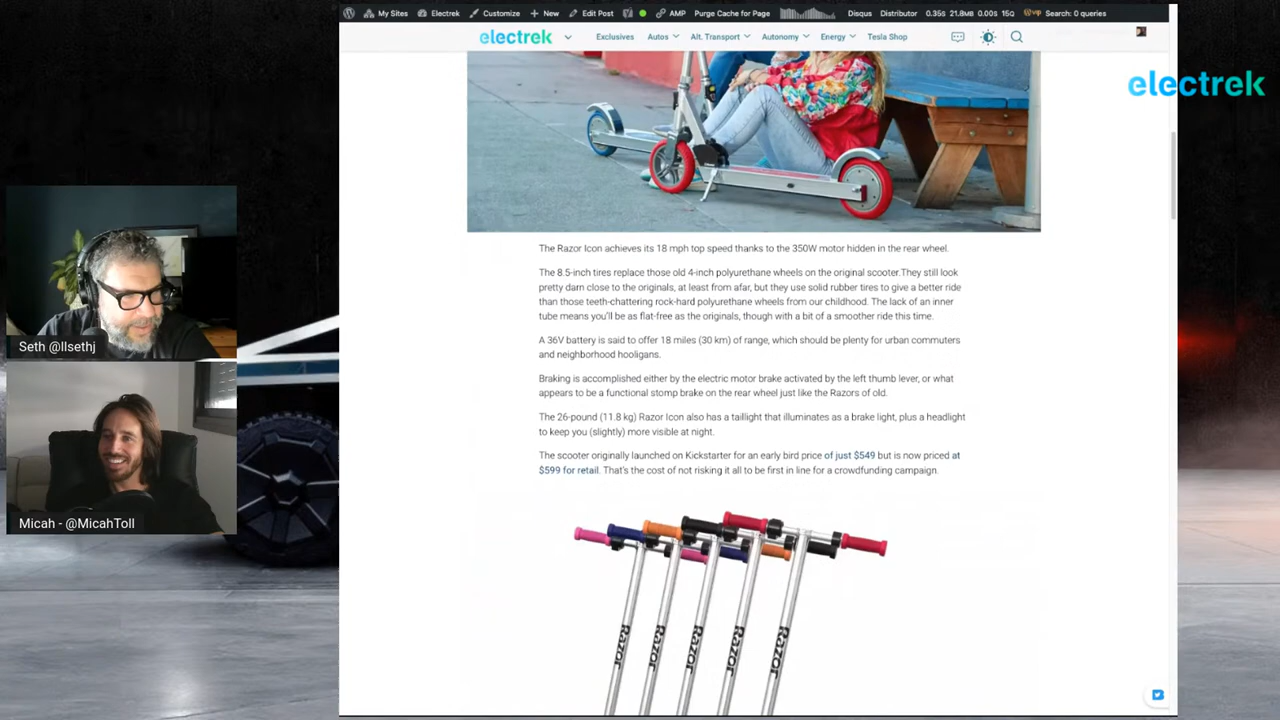 My Sites Electrek Customize New Edit Post AMP Purge Cache for Page Disqus Distributor 0.35s 21.8MB 0.00s 15Q Search: 0 queries
electrek Exclusives Autos Alt. Transport Autonomy Energy Tesla Shop
electrek
The Razor Icon achieves its 18 mph top speed thanks to the 350W motor hidden in the rear wheel.
The 8.5-inch tires replace those old 4-inch polyurethane wheels on the original scooter.They still look
pretty darn close to the originals, at least from afar, but they use solid rubber tires to give a better ride
than those teeth-chattering rock-hard polyurethane wheels from our childhood. The lack of an inner
tube means you'll be as flat-free as the originals, though with a bit of a smoother ride this time.
A 36V battery is said to offer 18 miles (30 km) of range, which should be plenty for urban commuters
and neighborhood hooligans.
Braking is accomplished either by the electric motor brake activated by the left thumb lever, or what
appears to be a functional stomp brake on the rear wheel just like the Razors of old.
The 26-pound (11.8 kg) Razor Icon also has a taillight that illuminates as a brake light, plus a headlight
to keep you (slightly) more visible at night.
The scooter originally launched on Kickstarter for an early bird price of just $549 but is now priced at
$599 for retail. That's the cost of not risking it all to be first in line for a crowdfunding campaign.
Seth @llsethj
Micah - @MicahToll
Razor Razor Razor Razor Razor